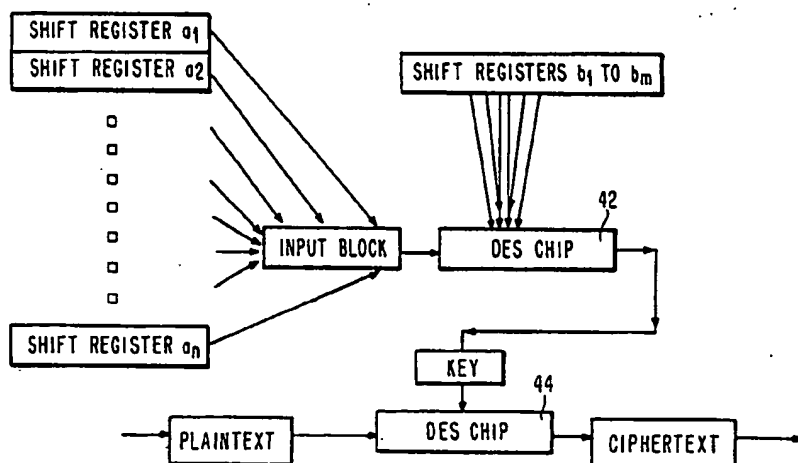 SHIFT REGISTER a1
SHIFT REGISTER a2
SHIFT REGISTERS b1 TO bm
42
INPUT BLOCK
DES CHIP
SHIFT REGISTER an
KEY
44
PLAINTEXT
DES CHIP
CIPHERTEXT